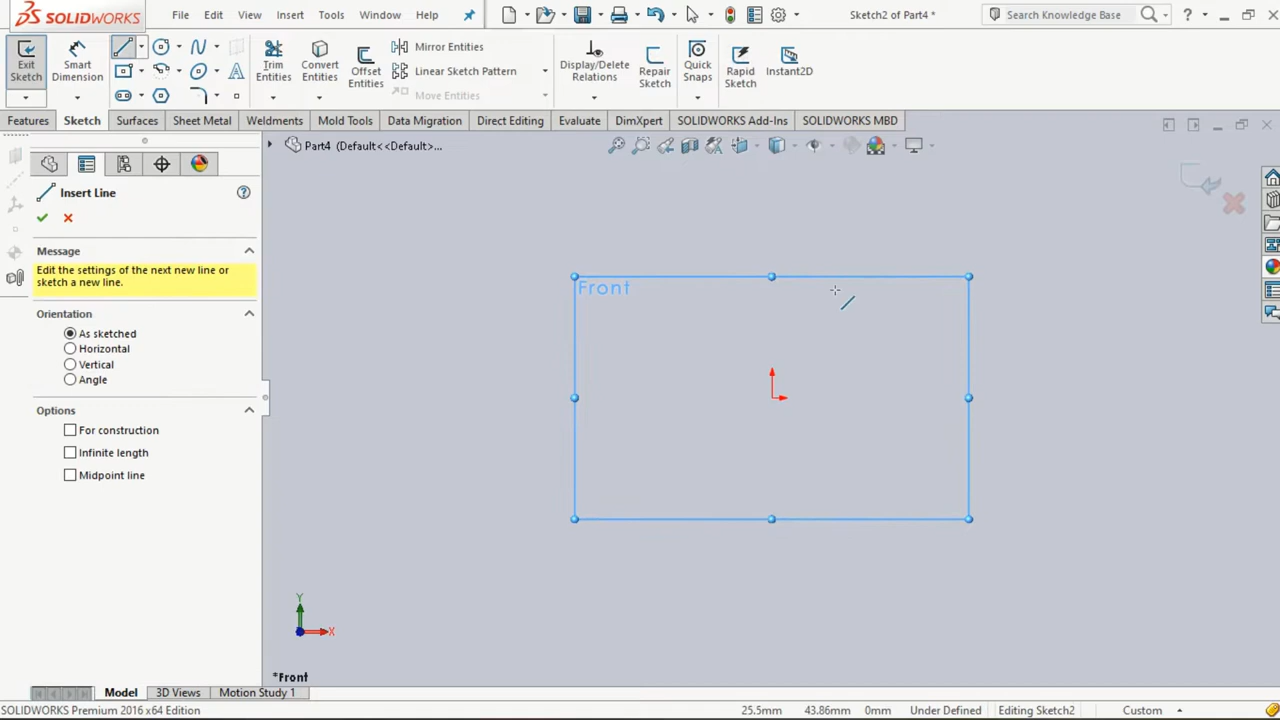 SOLIDWORKS File Edit View Insert Tools Window Help Sketch2 of Part4 * Search Knowledge Base
Exit Sketch
Smart Dimension
Trim Entities
Convert Entities
Offset Entities
Mirror Entities
Linear Sketch Pattern
Move Entities
Display/Delete Relations
Repair Sketch
Quick Snaps
Rapid Sketch
Instant2D
Features Sketch Surfaces Sheet Metal Weldments Mold Tools Data Migration Direct Editing Evaluate DimXpert SOLIDWORKS Add-Ins SOLIDWORKS MBD
Part4 (Default<<Default>...
Insert Line
Message
Edit the settings of the next new line or
sketch a new line.
Orientation
As sketched
Horizontal
Vertical
Angle
Options
For construction
Infinite length
Midpoint line
Front
Y
X
*Front
Model 3D Views Motion Study 1
SOLIDWORKS Premium 2016 x64 Edition 25.5mm 43.86mm 0mm Under Defined Editing Sketch2 Custom